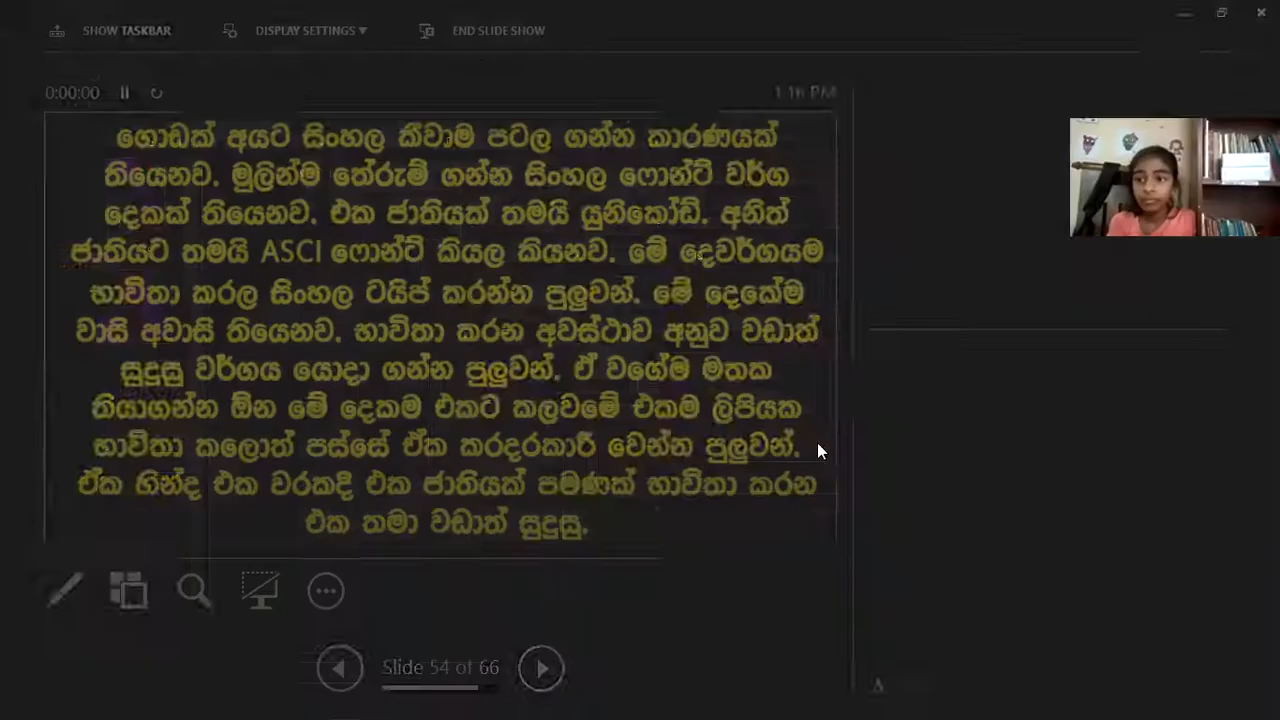 SHOW TASKBAR DISPLAY SETTINGS ▾ END SLIDE SHOW
0:00:00 1:16 PM
ගොඩක් අයට සිංහල කීවාම පටල ගන්න කාරණයක්
තියෙනව. මූලින්ම තේරුම් ගන්න සිංහල ෆොන්ට් වර්ග
දෙකක් තියෙනව. එක ජාතියක් තමයි යුනිකෝඩ්. අනිත්
ජාතියට තමයි ASCI ෆොන්ට් කියල කියනව. මේ දෙවර්ගයම
භාවිතා කරල සිංහල ටයිප් කරන්න පුලුවන්. මේ දෙකේම
වාසි අවාසි තියෙනව. භාවිතා කරන අවස්ථාව අනුව වඩාත්
සුදුසු වර්ගය යොදා ගන්න පුලුවන්. ඒ වගේම මතක
තියාගන්න ඕන මේ දෙකම එකට කලවමේ එකම ලිපියක
භාවිතා කලොත් පස්සේ ඒක කරදරකාරී වෙන්න පුලුවන්.
ඒක හින්ද එක වරකදී එක ජාතියක් පමණක් භාවිතා කරන
එක තමා වඩාත් සුදුසු.
Slide 54 of 66